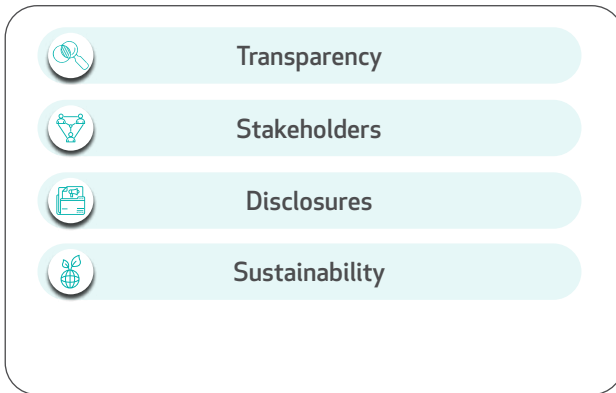 Transparency
Stakeholders
Disclosures
Sustainability